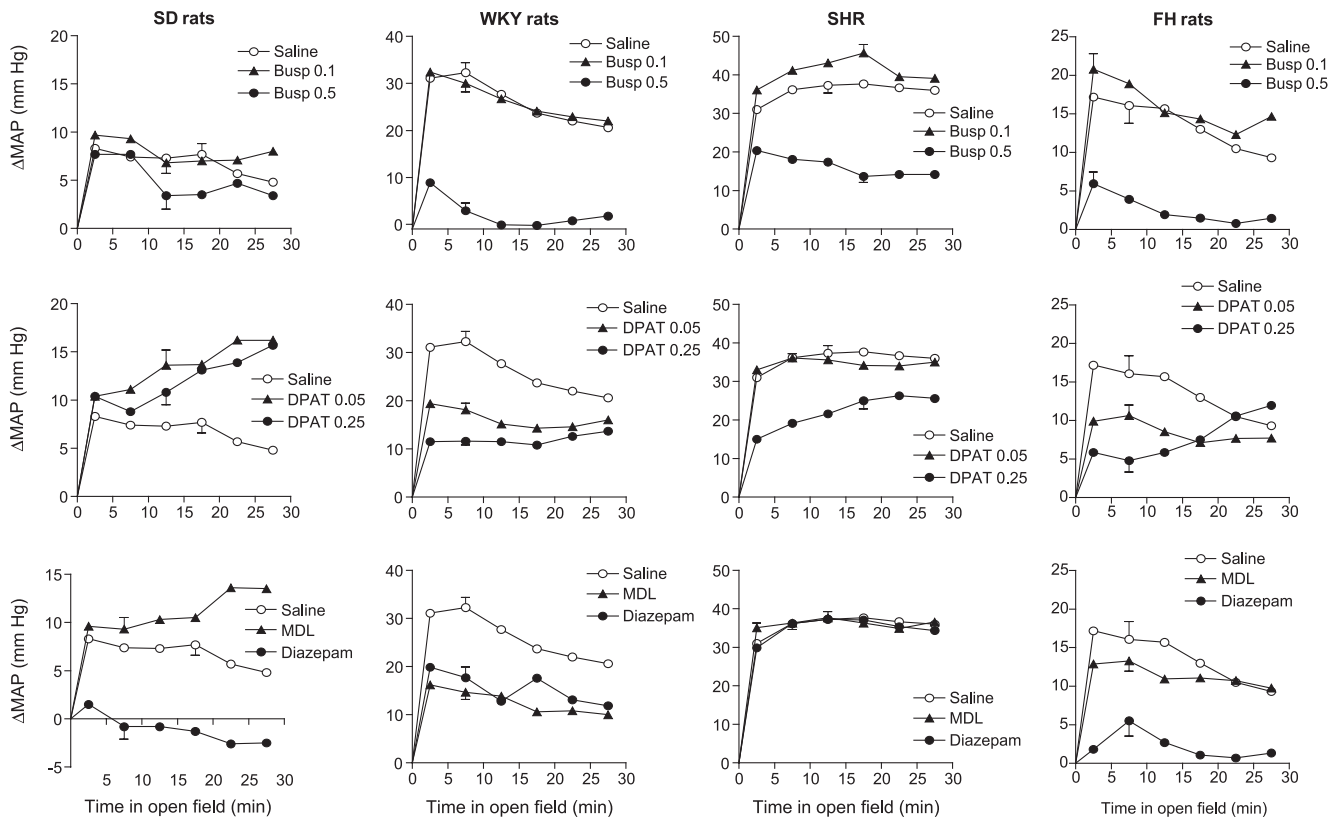 SD rats
WKY rats
SHR
FH rats
ΔMAP (mm Hg)
20
15
10
5
0
0 5 10 15 20 25 30
Saline
Busp 0.1
Busp 0.5
40
30
20
10
0
0 5 10 15 20 25 30
Saline
Busp 0.1
Busp 0.5
50
40
30
20
10
0
0 5 10 15 20 25 30
Saline
Busp 0.1
Busp 0.5
25
20
15
10
5
0
0 5 10 15 20 25 30
Saline
Busp 0.1
Busp 0.5
ΔMAP (mm Hg)
20
15
10
5
0
0 5 10 15 20 25 30
Saline
DPAT 0.05
DPAT 0.25
40
30
20
10
0
0 5 10 15 20 25 30
Saline
DPAT 0.05
DPAT 0.25
50
40
30
20
10
0
0 5 10 15 20 25 30
Saline
DPAT 0.05
DPAT 0.25
25
20
15
10
5
0
0 5 10 15 20 25 30
Saline
DPAT 0.05
DPAT 0.25
ΔMAP (mm Hg)
15
10
5
0
-5
5 10 15 20 25 30
Saline
MDL
Diazepam
Time in open field (min)
40
30
20
10
0
0 5 10 15 20 25 30
Saline
MDL
Diazepam
Time in open field (min)
50
40
30
20
10
0
0 5 10 15 20 25 30
Saline
MDL
Diazepam
Time in open field (min)
25
20
15
10
5
0
0 5 10 15 20 25 30
Saline
MDL
Diazepam
Time in open field (min)